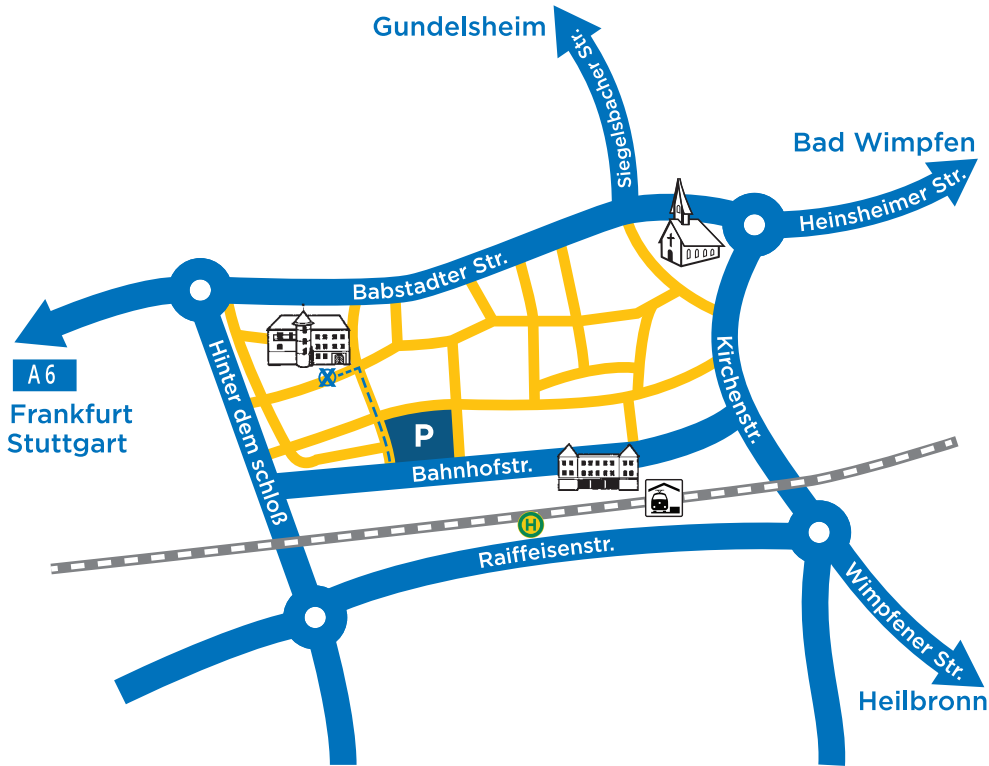 Gundelsheim
Siegelsbacher Str.
Bad Wimpfen
Heinsheimer Str.
Babstadter Str.
A6
Frankfurt
Stuttgart
Hinter dem schloß
Kirchenstr.
P
Bahnhofstr.
H
Raiffeisenstr.
Wimpfener Str.
Heilbronn